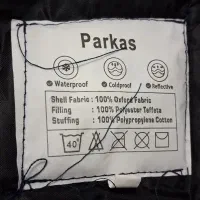 Parkas
Waterproof Coldproof Reflective
Shell Fabric : 100% Oxford Fabric
Filling : 100% Polyester Taffeta
Stuffing : 100% Polypropylene Cotton
40